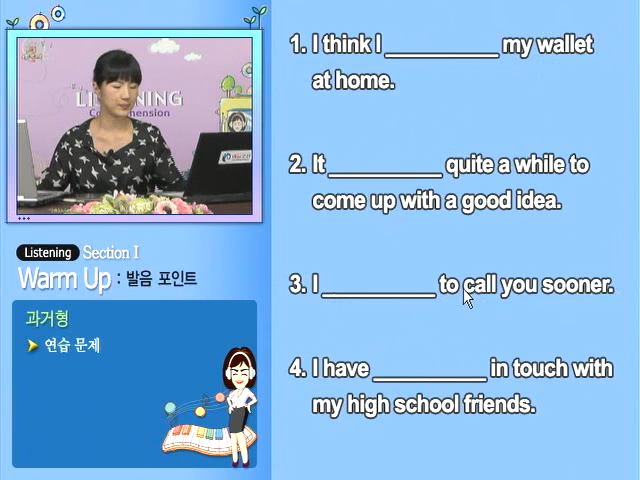 LISTENING
Comprehension
Listening Section I
Warm Up : 발음 포인트
과거형
연습 문제
1. I think I __________ my wallet
at home.
2. It __________ quite a while to
come up with a good idea.
3. I __________ to call you sooner.
4. I have __________ in touch with
my high school friends.